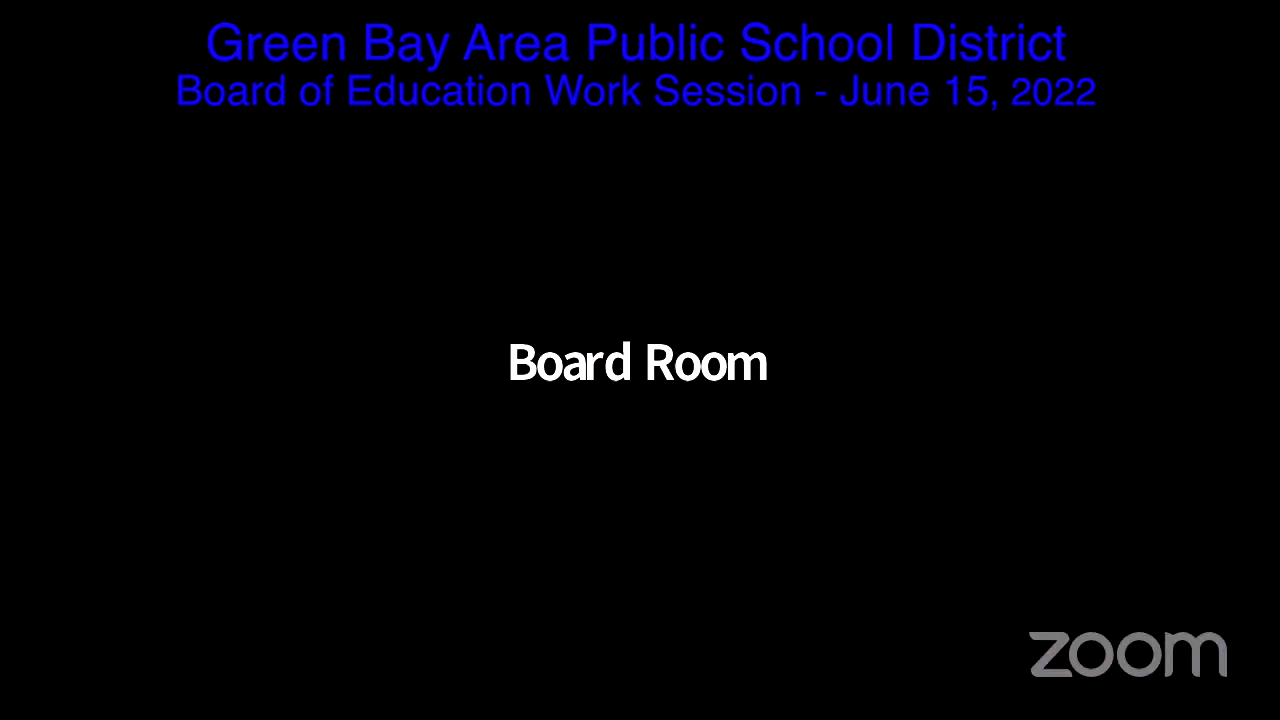 Green Bay Area Public School District
Board of Education Work Session - June 15, 2022
Board Room
zoom